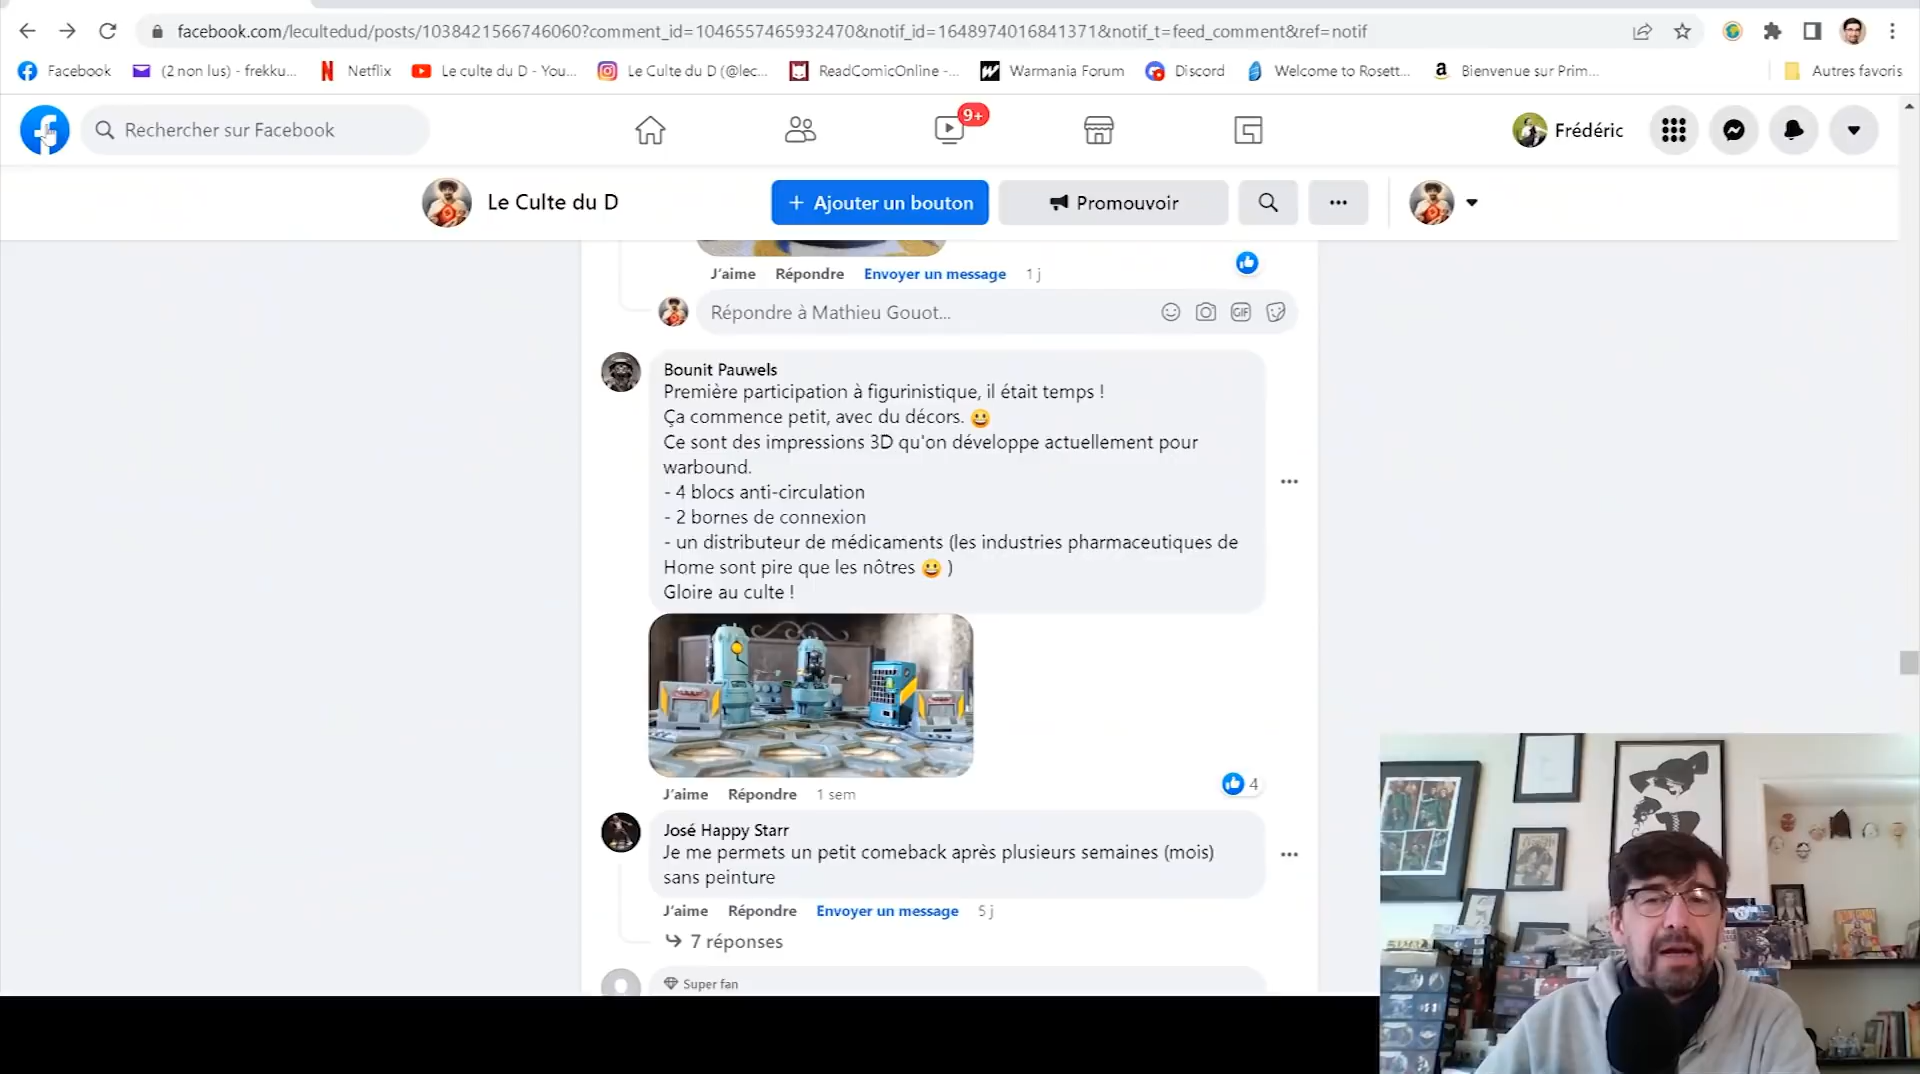 facebook.com/lecultedud/posts/1038421566746060?comment_id=1046557465932470&notif_id=1648974016841371&notif_t=feed_comment&ref=notif
Facebook
(2 non lus) - frekku...
Netflix
Le culte du D - You...
Le Culte du D (@lec...
ReadComicOnline -...
Warmania Forum
Discord
Welcome to Rosett...
Bienvenue sur Prim...
Autres favoris
Rechercher sur Facebook
9+
Frédéric
Le Culte du D
+ Ajouter un bouton
Promouvoir
J'aime Répondre Envoyer un message 1 j
Répondre à Mathieu Gouot...
GIF
Bounit Pauwels
Première participation à figurinistique, il était temps !
Ça commence petit, avec du décors. 😀
Ce sont des impressions 3D qu'on développe actuellement pour
warbound.
- 4 blocs anti-circulation
- 2 bornes de connexion
- un distributeur de médicaments (les industries pharmaceutiques de
Home sont pire que les nôtres 😀 )
Gloire au culte !
4
J'aime Répondre 1 sem
José Happy Starr
Je me permets un petit comeback après plusieurs semaines (mois)
sans peinture
J'aime Répondre Envoyer un message 5 j
7 réponses
Super fan